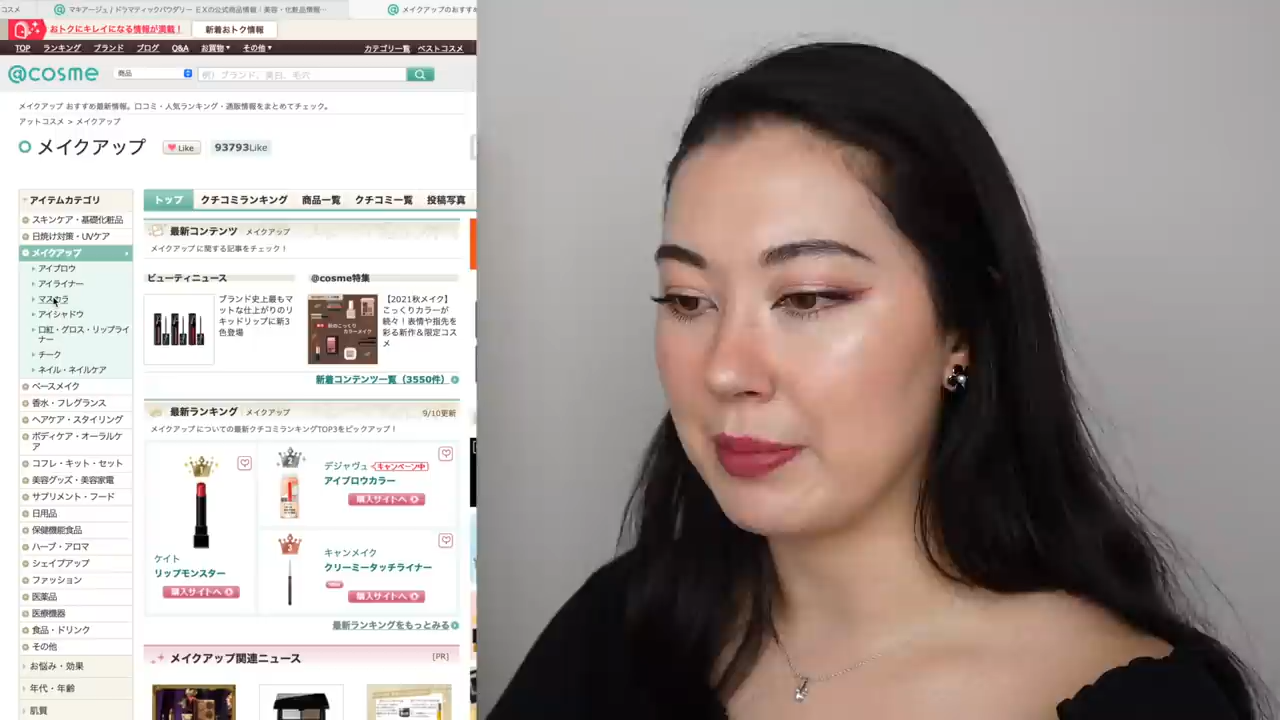 コスメ
マキアージュ / ドラマティックパウダリー ＥＸの公式商品情報｜美容・化粧品情報…
メイクアップのおすす
おトクにキレイになる情報が満載！
新着おトク情報
TOP ランキング ブランド ブログ Q&A お買物▼ その他▼ カテゴリ一覧 ベストコスメ
@cosme
商品
例）ブランド、美白、毛穴
メイクアップ おすすめ最新情報。口コミ・人気ランキング・通販情報をまとめてチェック。
アットコスメ > メイクアップ
メイクアップ
Like
93793Like
アイテムカテゴリ
スキンケア・基礎化粧品
日焼け対策・UVケア
メイクアップ
アイブロウ
アイライナー
マスカラ
アイシャドウ
口紅・グロス・リップライ
ナー
チーク
ネイル・ネイルケア
ベースメイク
香水・フレグランス
ヘアケア・スタイリング
ボディケア・オーラルケ
ア
コフレ・キット・セット
美容グッズ・美容家電
サプリメント・フード
日用品
保健機能食品
ハーブ・アロマ
シェイプアップ
ファッション
医薬品
医療機器
食品・ドリンク
その他
お悩み・効果
年代・年齢
肌質
トップ
クチコミランキング
商品一覧
クチコミ一覧
投稿写真
最新コンテンツ メイクアップ
メイクアップ に関する記事をチェック！
ビューティニュース
ブランド史上最もマ
ットな仕上がりのリ
キッドリップに新3
色登場
@cosme特集
【2021秋メイク】
こっくりカラーが
続々！表情や指先を
彩る新作＆限定コス
メ
新着コンテンツ一覧（3550件）
最新ランキング メイクアップ
9/10更新
メイクアップ についての最新クチコミランキングTOP3をピックアップ！
ケイト
リップモンスター
購入サイトへ
2
デジャヴュ キャンペーン中
アイブロウカラー
購入サイトへ
3
キャンメイク
クリーミータッチライナー
購入サイトへ
最新ランキングをもっとみる
メイクアップ関連ニュース
[PR]